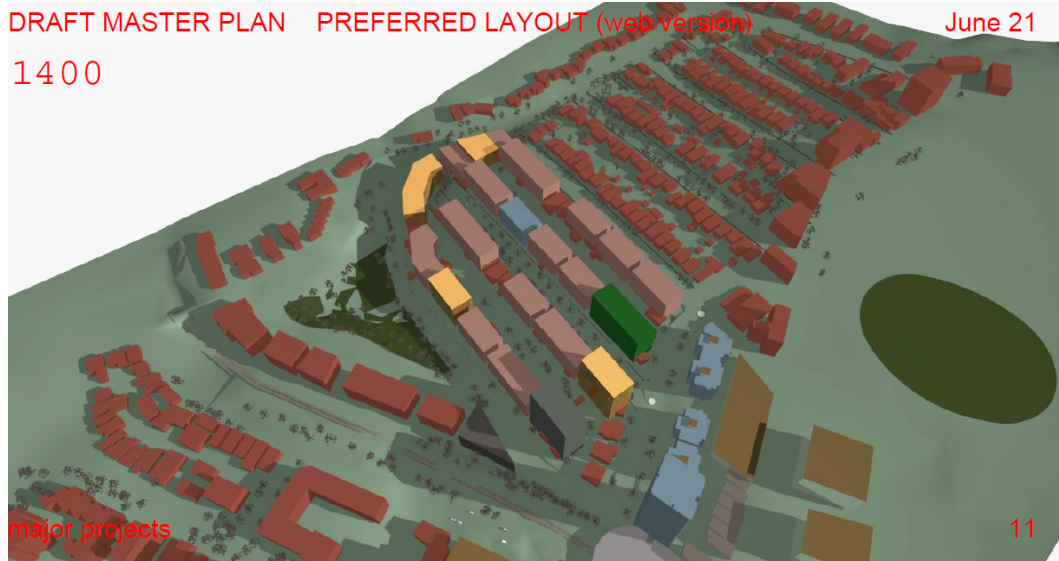 DRAFT MASTER PLAN PREFERRED LAYOUT (web version) June 21
1400
major projects 11